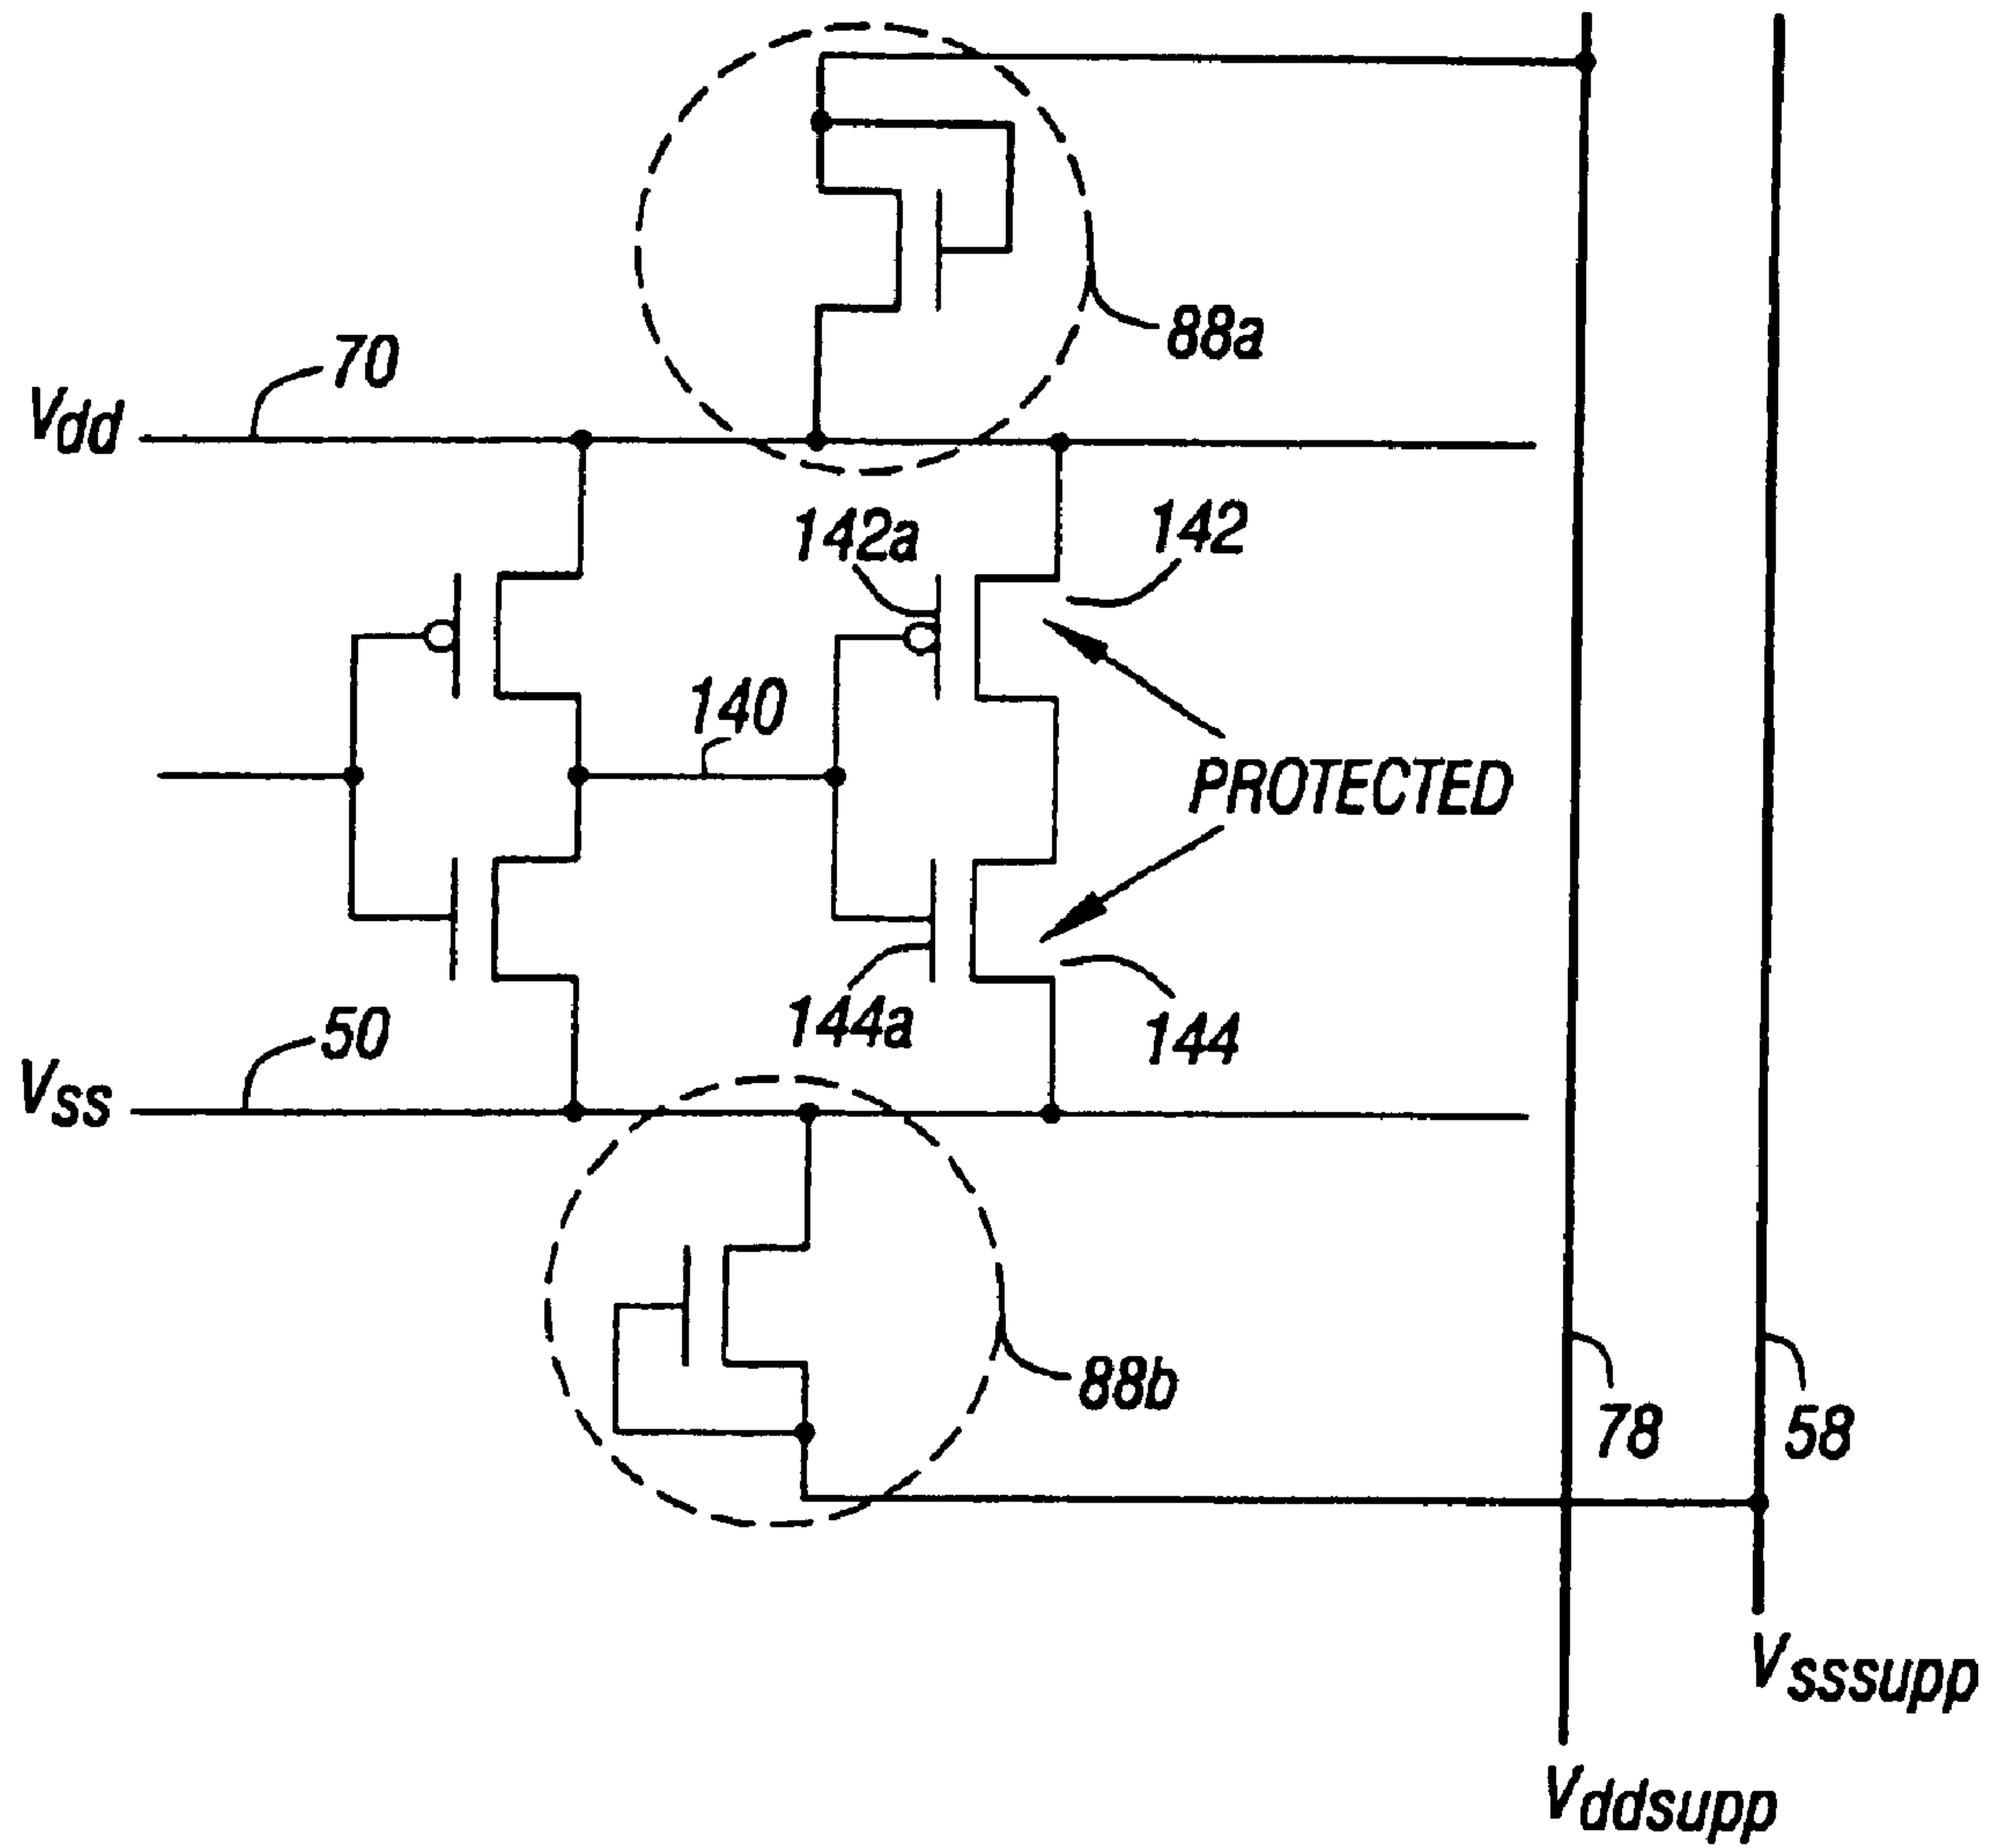 88a
70
Vdd
142a
142
140
PROTECTED
144a
144
50
Vss
88b
78
58
Vsssupp
Vddsupp